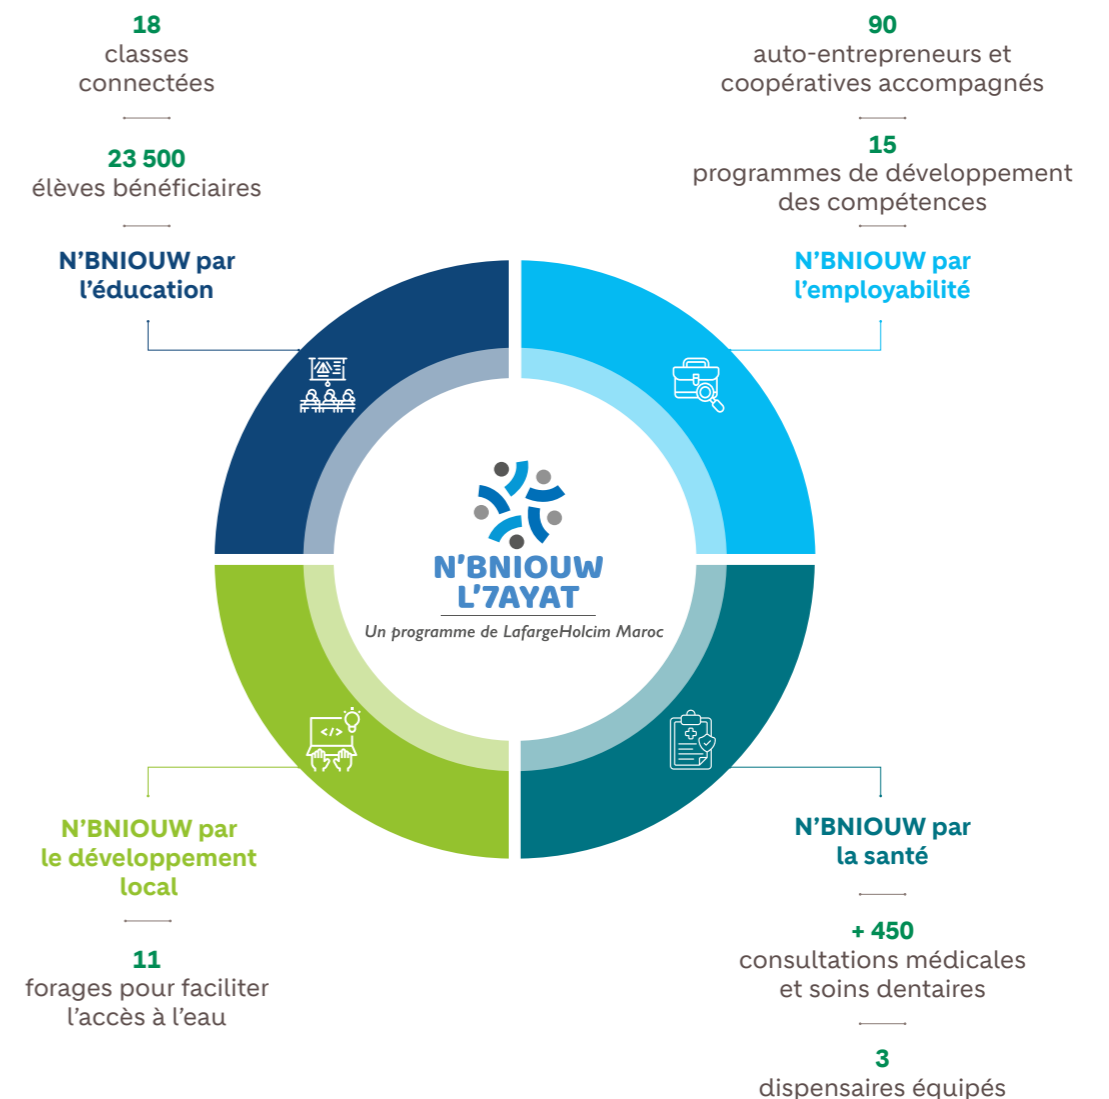 18
classes
connectées
23 500
élèves bénéficiaires
N’BNIOUW par
l’éducation
90
auto-entrepreneurs et
coopératives accompagnés
15
programmes de développement
des compétences
N’BNIOUW par
l’employabilité
N’BNIOUW
L’7AYAT
Un programme de LafargeHolcim Maroc
</>
N’BNIOUW par
le développement
local
11
forages pour faciliter
l’accès à l’eau
N’BNIOUW par
la santé
+ 450
consultations médicales
et soins dentaires
3
dispensaires équipés